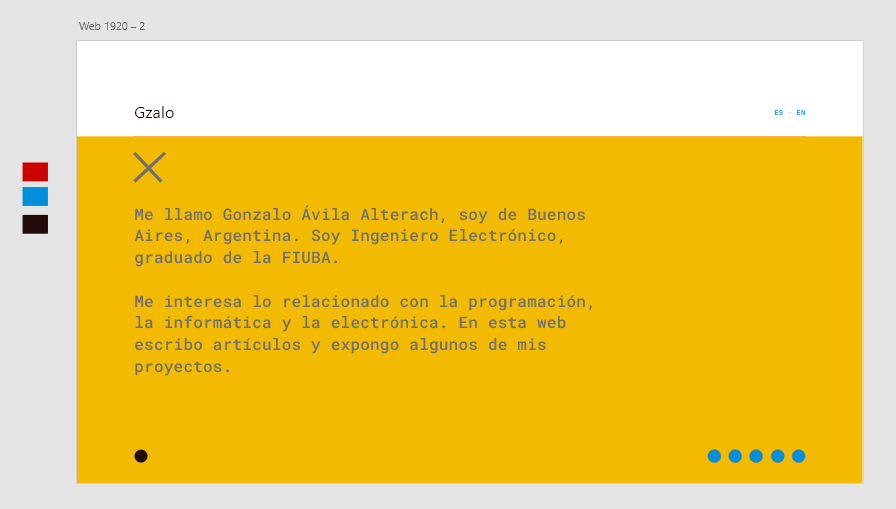 Web 1920 – 2
Gzalo
ES - EN
Me llamo Gonzalo Ávila Alterach, soy de Buenos
Aires, Argentina. Soy Ingeniero Electrónico,
graduado de la FIUBA.
Me interesa lo relacionado con la programación,
la informática y la electrónica. En esta web
escribo artículos y expongo algunos de mis
proyectos.